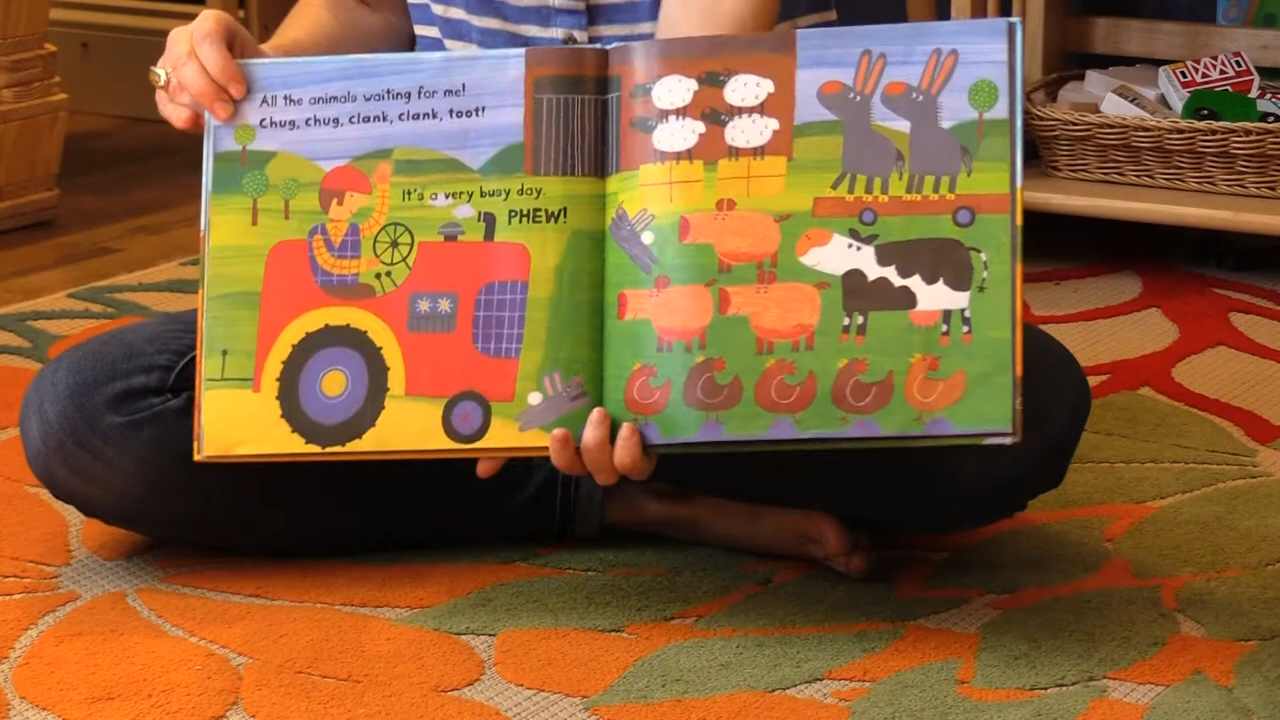 All the animals waiting for me!
Chug, chug, clank, clank, toot!
It's a very busy day.
PHEW!